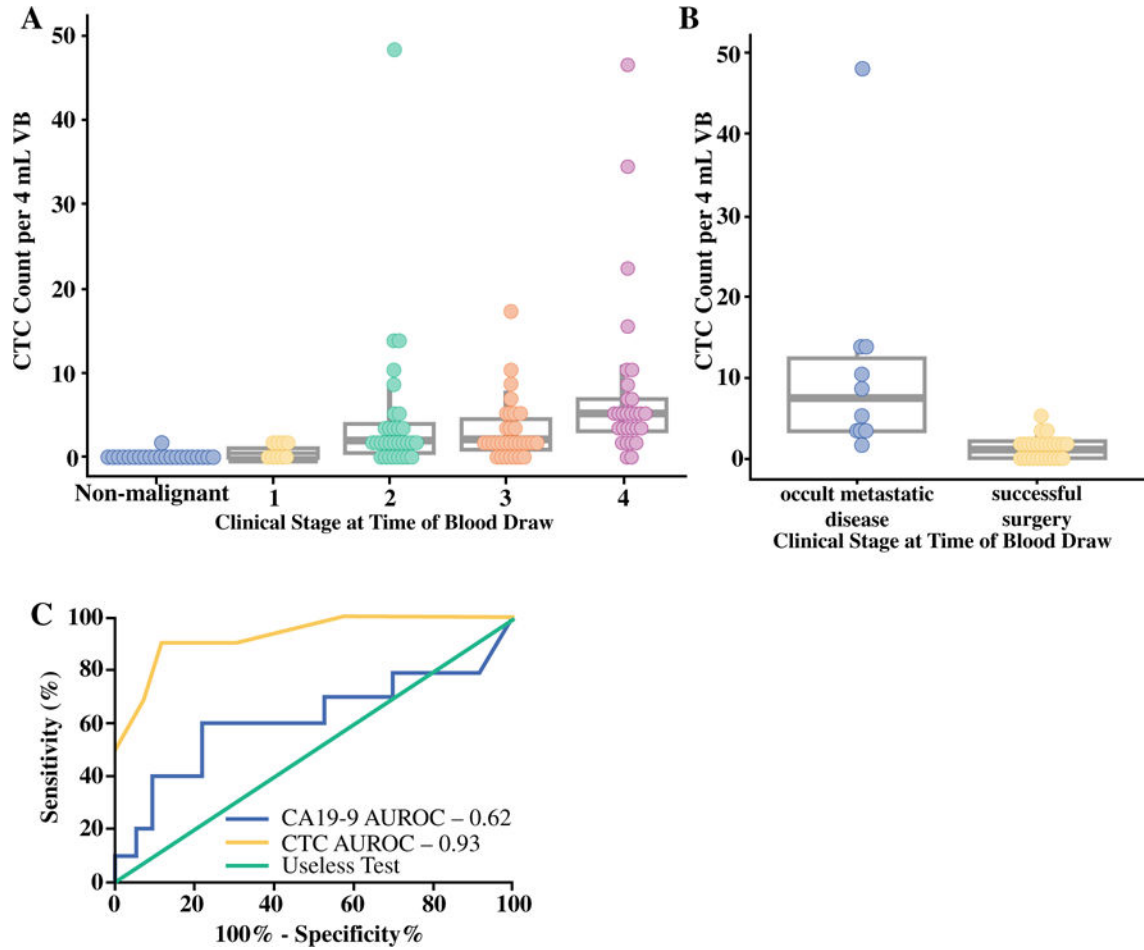 A
CTC Count per 4 mL VB
50
40
30
20
10
0
Non-malignant
1
2
3
4
Clinical Stage at Time of Blood Draw
B
CTC Count per 4 mL VB
50
40
30
20
10
0
occult metastatic
disease
successful
surgery
Clinical Stage at Time of Blood Draw
C
Sensitivity (%)
100
80
60
40
20
0
CA19-9 AUROC – 0.62
CTC AUROC – 0.93
Useless Test
0
20
40
60
80
100
100% - Specificity%